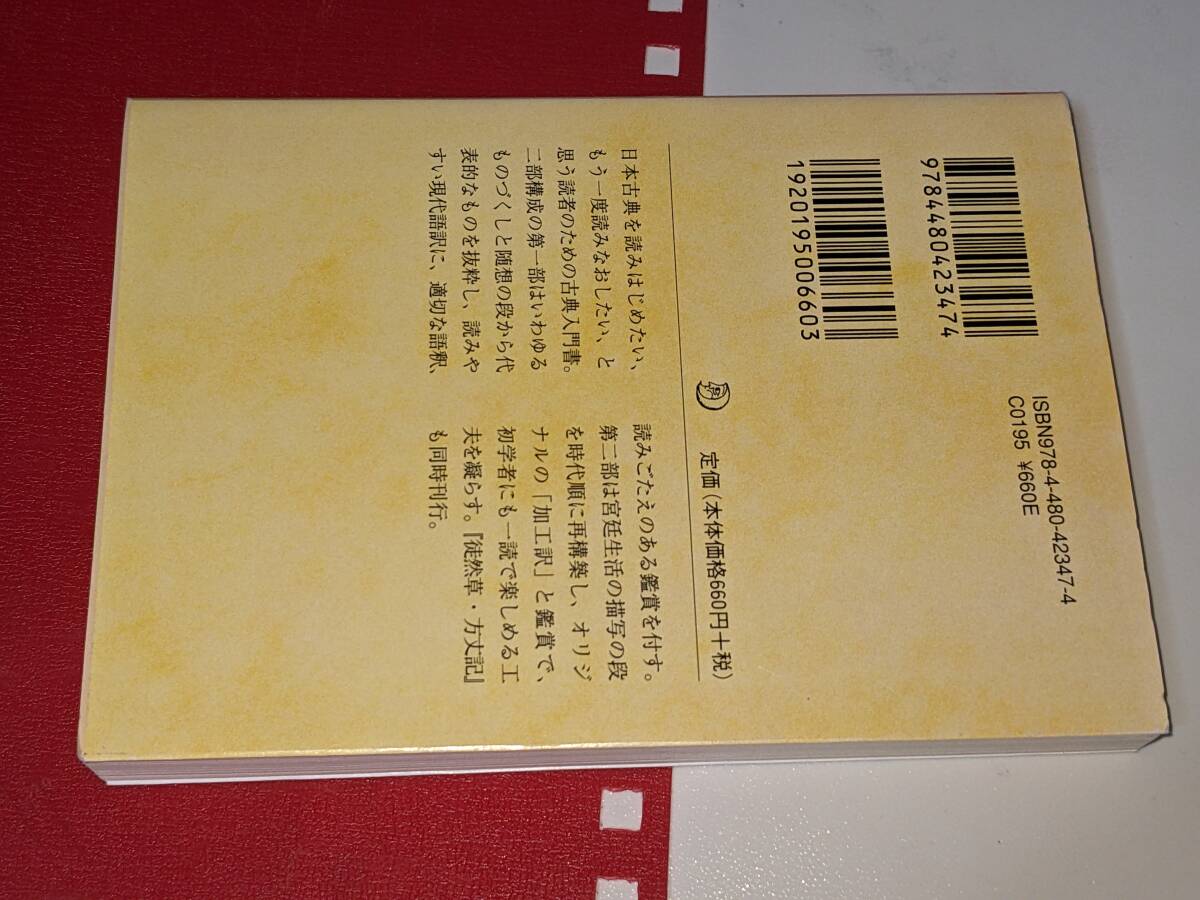 9784480423474
1920195006603
ISBN978-4-480-42347-4
C0195 ¥660E
定価(本体価格660円+税)
日本古典を読みはじめたい、
もう一度読みなおしたい、と
思う読者のための古典入門書。
二部構成の第一部はいわゆる
ものづくしと随想の段から代
表的なものを抜粋し、読みや
すい現代語訳に、適切な語釈、
読みごたえのある鑑賞を付す。
第二部は宮廷生活の描写の段
を時代順に再構築し、オリジ
ナルの「加工訳」と鑑賞で、
初学者にも一読で楽しめる工
夫を凝らす。『徒然草・方丈記』
も同時刊行。